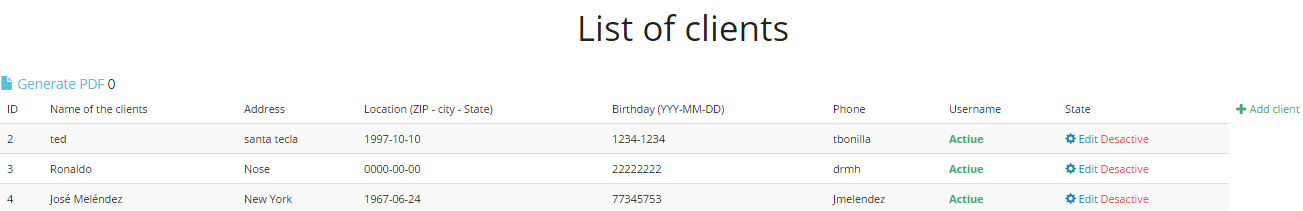 List of clients
Generate PDF 0
ID Name of the clients Address Location (ZIP - city - State) Birthday (YYY-MM-DD) Phone Username State Add client
2 ted santa tecla 1997-10-10 1234-1234 tbonilla Actiue Edit Desactive
3 Ronaldo Nose 0000-00-00 22222222 drmh Actiue Edit Desactive
4 José Meléndez New York 1967-06-24 77345753 Jmelendez Actiue Edit Desactive